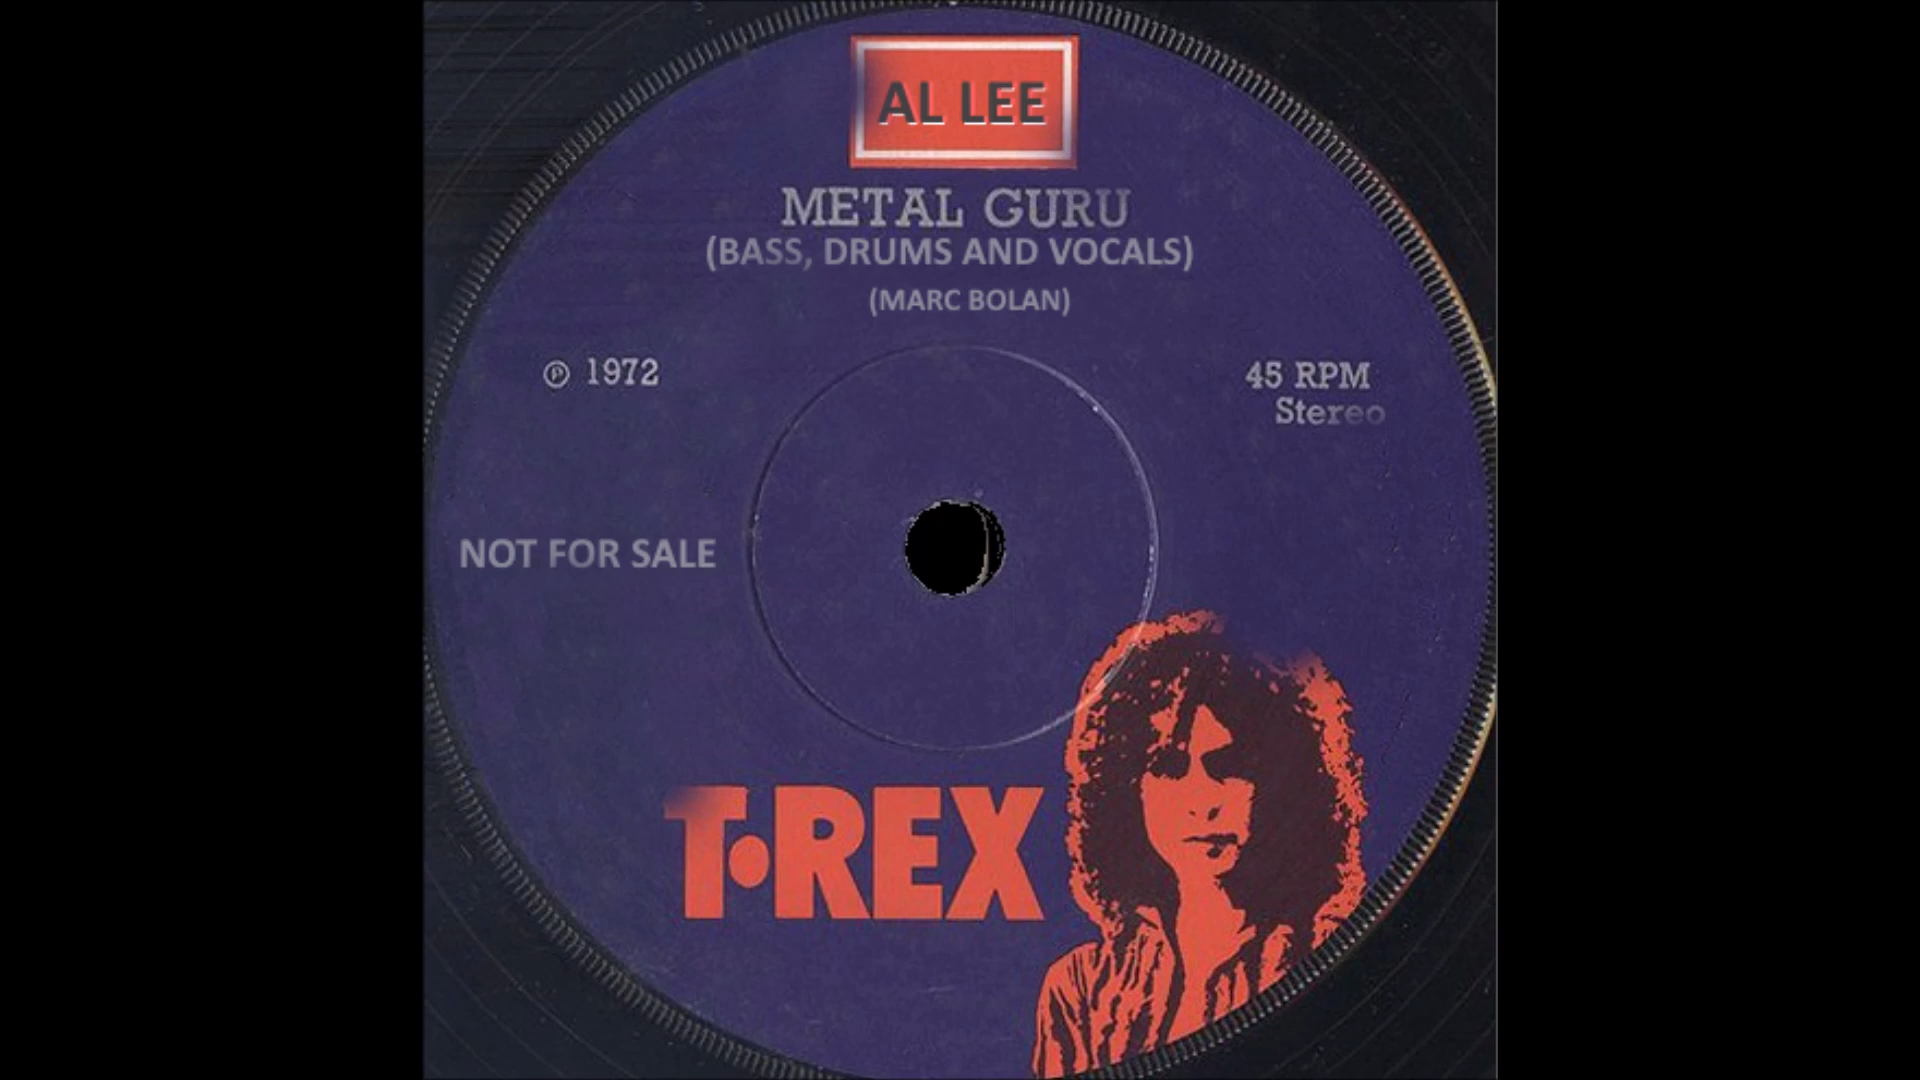 AL LEE
METAL GURU
(BASS, DRUMS AND VOCALS)
(MARC BOLAN)
℗ 1972
45 RPM
Stereo
NOT FOR SALE
T•REX